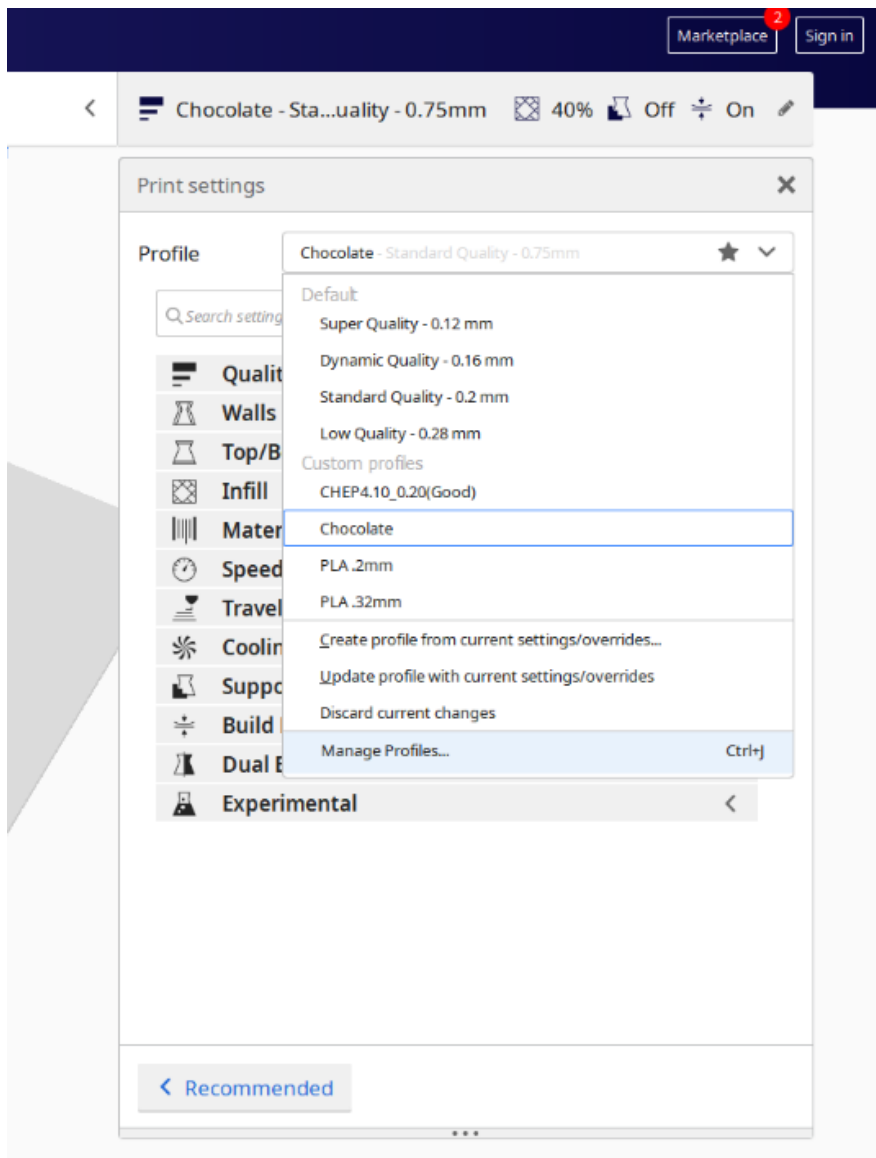 Marketplace 2 Sign in
Chocolate - Sta...uality - 0.75mm 40% Off On
Print settings
Profile Chocolate - Standard Quality - 0.75mm
Search setting
Default
Super Quality - 0.12 mm
Dynamic Quality - 0.16 mm
Standard Quality - 0.2 mm
Low Quality - 0.28 mm
Custom profiles
CHEP4.10_0.20(Good)
Chocolate
PLA .2mm
PLA .32mm
Create profile from current settings/overrides...
Update profile with current settings/overrides
Discard current changes
Manage Profiles... Ctrl+J
Qualit
Walls
Top/B
Infill
Mater
Speed
Travel
Coolin
Suppo
Build
Dual E
Experimental
Recommended